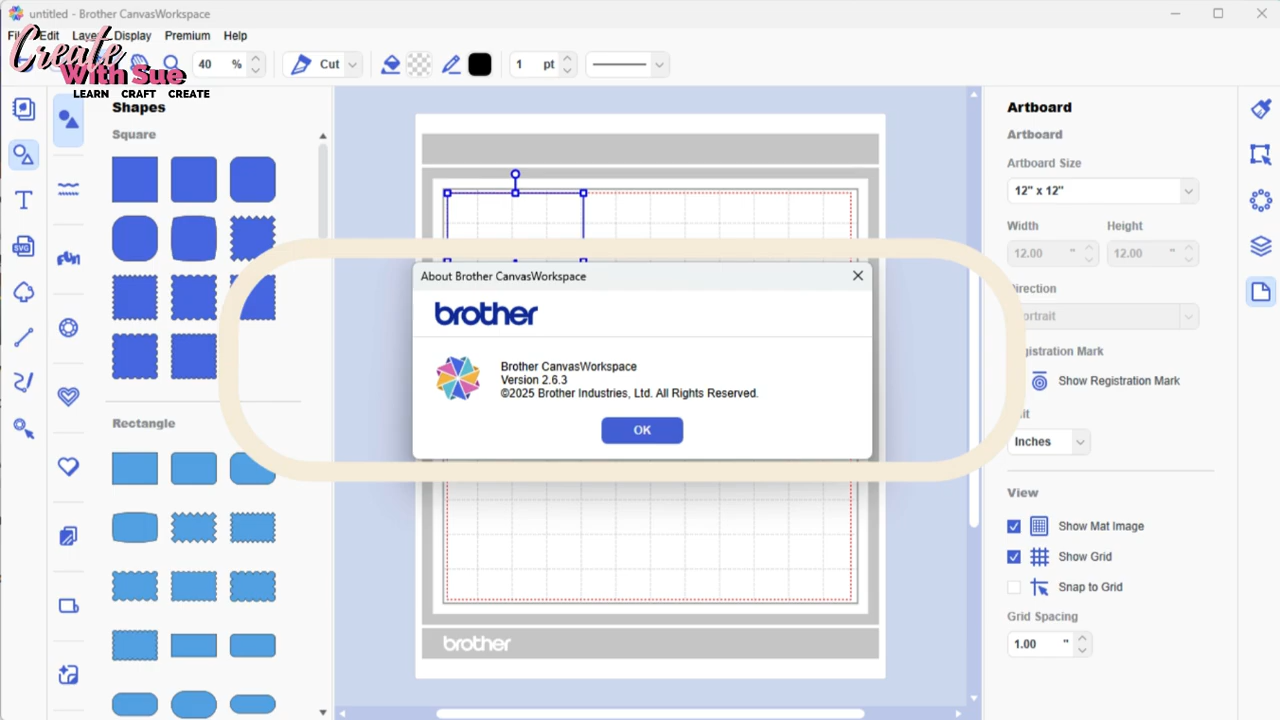 untitled - Brother CanvasWorkspace
Edit
Display
Premium
Help
Create
With Sue
LEARN CRAFT CREATE
40
%
Cut
1
pt
Shapes
Square
Rectangle
SVG
Fun
About Brother CanvasWorkspace
brother
Brother CanvasWorkspace
Version 2.6.3
©2025 Brother Industries, Ltd. All Rights Reserved.
OK
brother
Artboard
Artboard
Artboard Size
12" x 12"
Width
Height
12.00 "
12.00 "
Show Registration Mark
Inches
View
Show Mat Image
Show Grid
Snap to Grid
Grid Spacing
1.00 "